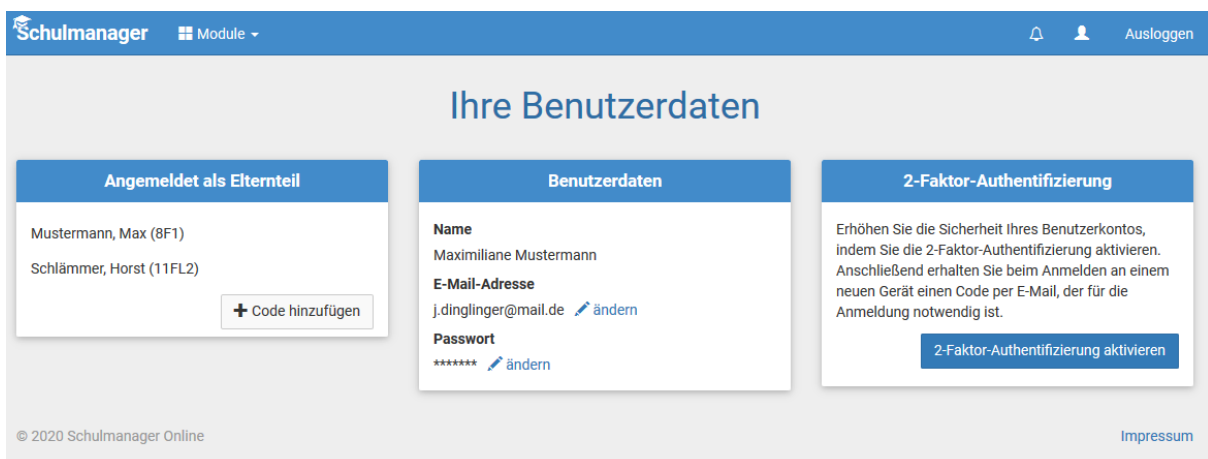 Schulmanager Module Ausloggen
Ihre Benutzerdaten
Angemeldet als Elternteil
Mustermann, Max (8F1)
Schlämmer, Horst (11FL2)
Code hinzufügen
Benutzerdaten
Name
Maximiliane Mustermann
E-Mail-Adresse
j.dinglinger@mail.de ändern
Passwort
******* ändern
2-Faktor-Authentifizierung
Erhöhen Sie die Sicherheit Ihres Benutzerkontos,
indem Sie die 2-Faktor-Authentifizierung aktivieren.
Anschließend erhalten Sie beim Anmelden an einem
neuen Gerät einen Code per E-Mail, der für die
Anmeldung notwendig ist.
2-Faktor-Authentifizierung aktivieren
© 2020 Schulmanager Online
Impressum